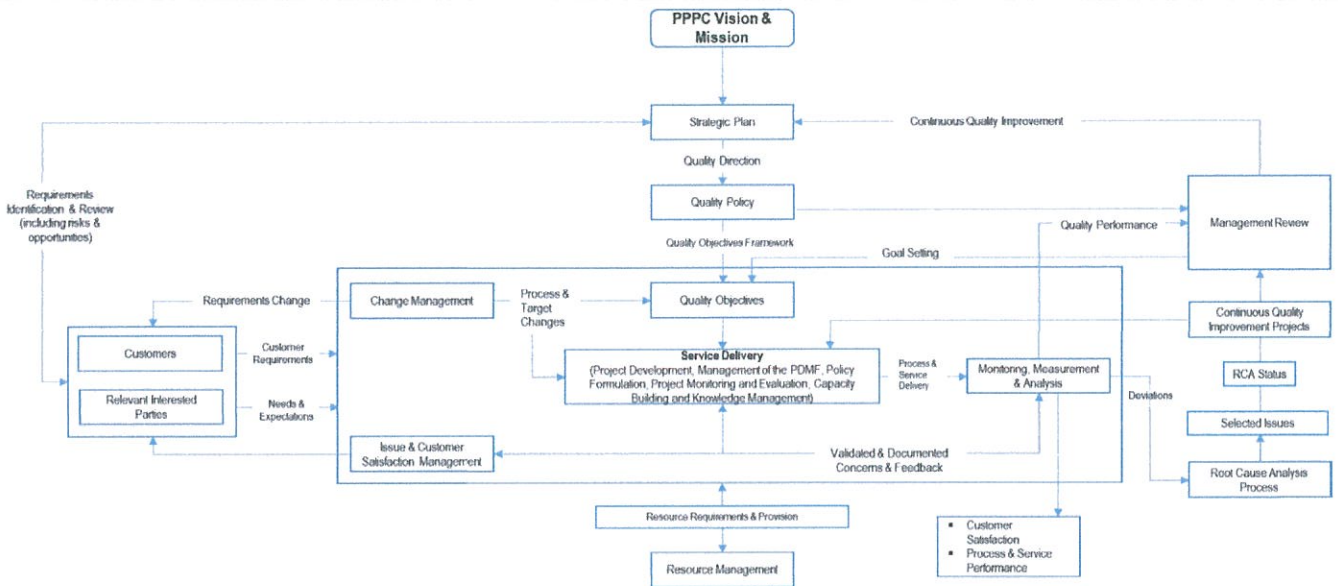 PPPC Vision &
Mission
Strategic Plan
Continuous Quality Improvement
Quality Direction
Requirements
Identification & Review
(including risks &
opportunities)
Quality Policy
Management Review
Quality Performance
Quality Objectives Framework
Goal Setting
Requirements Change
Change Management
Process &
Target
Changes
Quality Objectives
Continuous Quality
Improvement Projects
Customers
Customer
Requirements
Service Delivery
(Project Development, Management of the PDMF, Policy
Formulation, Project Monitoring and Evaluation, Capacity
Building and Knowledge Management)
Process &
Service
Delivery
Monitoring, Measurement
& Analysis
RCA Status
Relevant Interested
Parties
Needs &
Expectations
Deviations
Selected Issues
Issue & Customer
Satisfaction Management
Validated & Documented
Concerns & Feedback
Root Cause Analysis
Process
Resource Requirements & Provision
Resource Management
▪ Customer
Satisfaction
▪ Process & Service
Performance